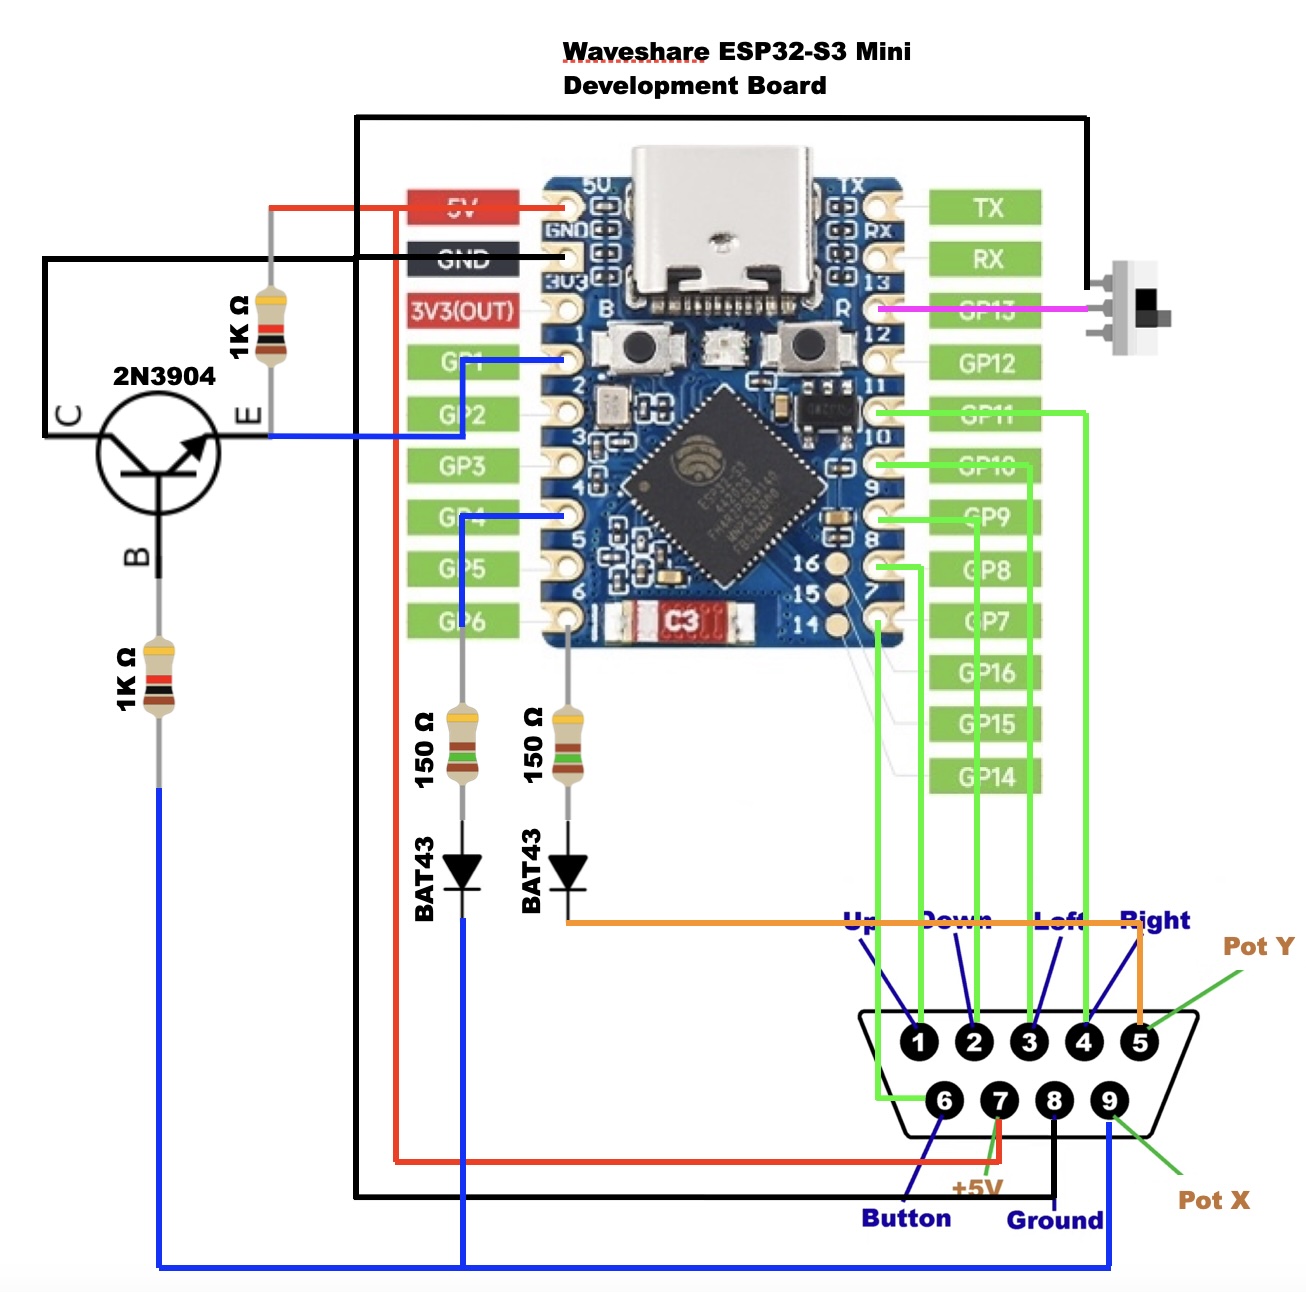 Waveshare ESP32-S3 Mini
Development Board
5V
TX
5V
TX
GND
RX
GND
RX
3V3
13
3V3(OUT)
B
R
GP13
1
12
GP1
GP12
2
11
GP2
GP11
3
10
GP3
GP10
4
9
GP4
GP9
5
8
GP5
16
GP8
6
15
7
GP6
C3
14
GP7
GP16
GP15
GP14
1K Ω
2N3904
C
E
B
1K Ω
150 Ω
150 Ω
BAT43
BAT43
Up
Down
Left
Right
Pot Y
1
2
3
4
5
6
7
8
9
+5V
Pot X
Button
Ground